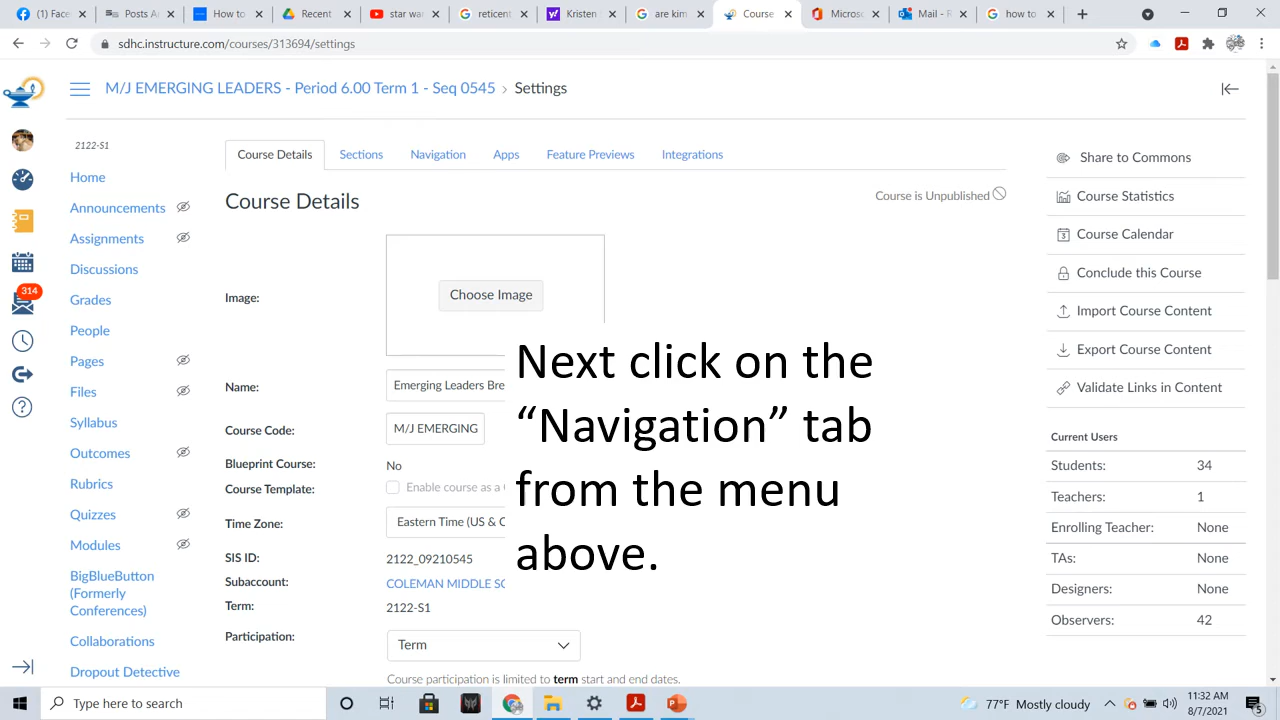 (1) Face
Posts A
How to
Recent
star wa
reticent
Kristen
are kim
Course
Micros
Mail - R
how to
sdhc.instructure.com/courses/313694/settings
M/J EMERGING LEADERS - Period 6.00 Term 1 - Seq 0545 › Settings
2122-S1
Home
Announcements
Assignments
Discussions
Grades
People
Pages
Files
Syllabus
Outcomes
Rubrics
Quizzes
Modules
BigBlueButton
(Formerly
Conferences)
Collaborations
Dropout Detective
314
Course Details Sections Navigation Apps Feature Previews Integrations
Course Details
Course is Unpublished
Image:
Choose Image
Name:
Emerging Leaders Bre
Course Code:
M/J EMERGING
Blueprint Course:
No
Course Template:
Enable course as a
Time Zone:
Eastern Time (US & C
SIS ID:
2122_09210545
Subaccount:
COLEMAN MIDDLE SC
Term:
2122-S1
Participation:
Term
Course participation is limited to term start and end dates.
Next click on the
“Navigation” tab
from the menu
above.
Share to Commons
Course Statistics
Course Calendar
Conclude this Course
Import Course Content
Export Course Content
Validate Links in Content
Current Users
Students: 34
Teachers: 1
Enrolling Teacher: None
TAs: None
Designers: None
Observers: 42
Type here to search
77°F Mostly cloudy
11:32 AM
8/7/2021
5